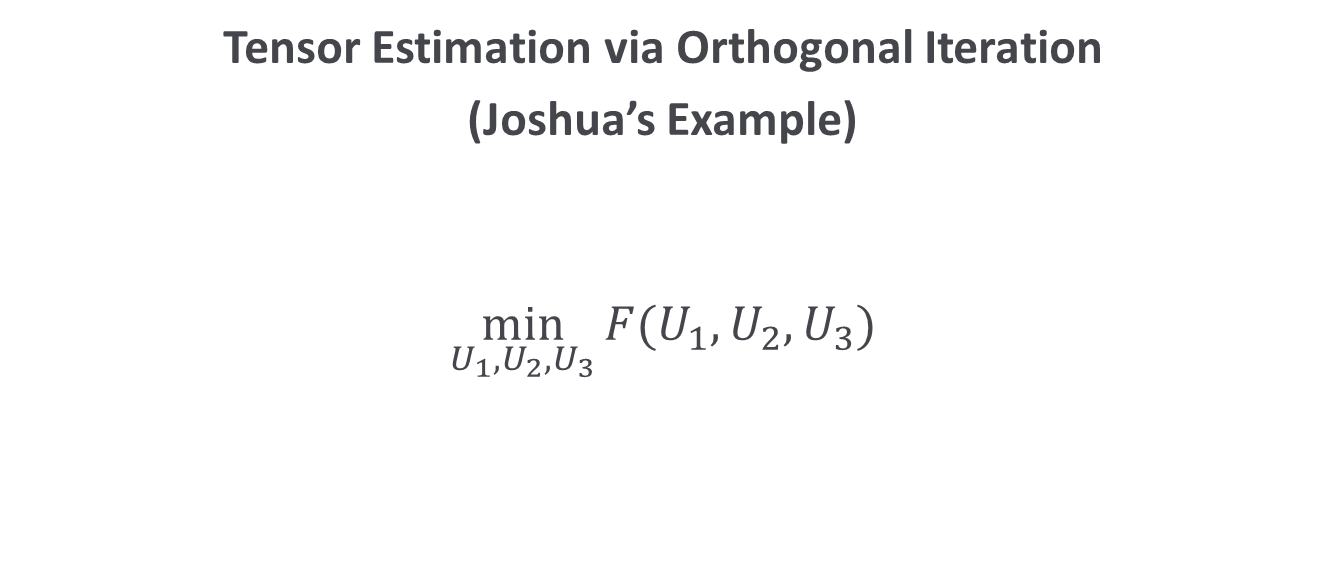 Tensor Estimation via Orthogonal Iteration
(Joshua’s Example)
min F(U₁, U₂, U₃)
U₁,U₂,U₃